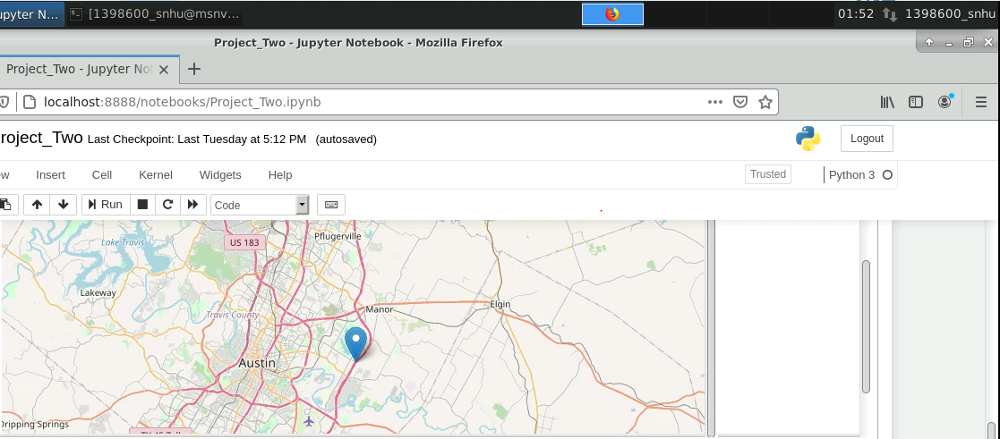 upyter N... [1398600_snhu@msnv... 01:52 1398600_snhu
Project_Two - Jupyter Notebook - Mozilla Firefox
Project_Two - Jupyter Not
localhost:8888/notebooks/Project_Two.ipynb
roject_Two Last Checkpoint: Last Tuesday at 5:12 PM (autosaved) Logout
ew Insert Cell Kernel Widgets Help Trusted Python 3
Run Code
Pflugerville
Lake Travis US 183
Lakeway
Elgin
Manor
Travis County
Austin
Dripping Springs